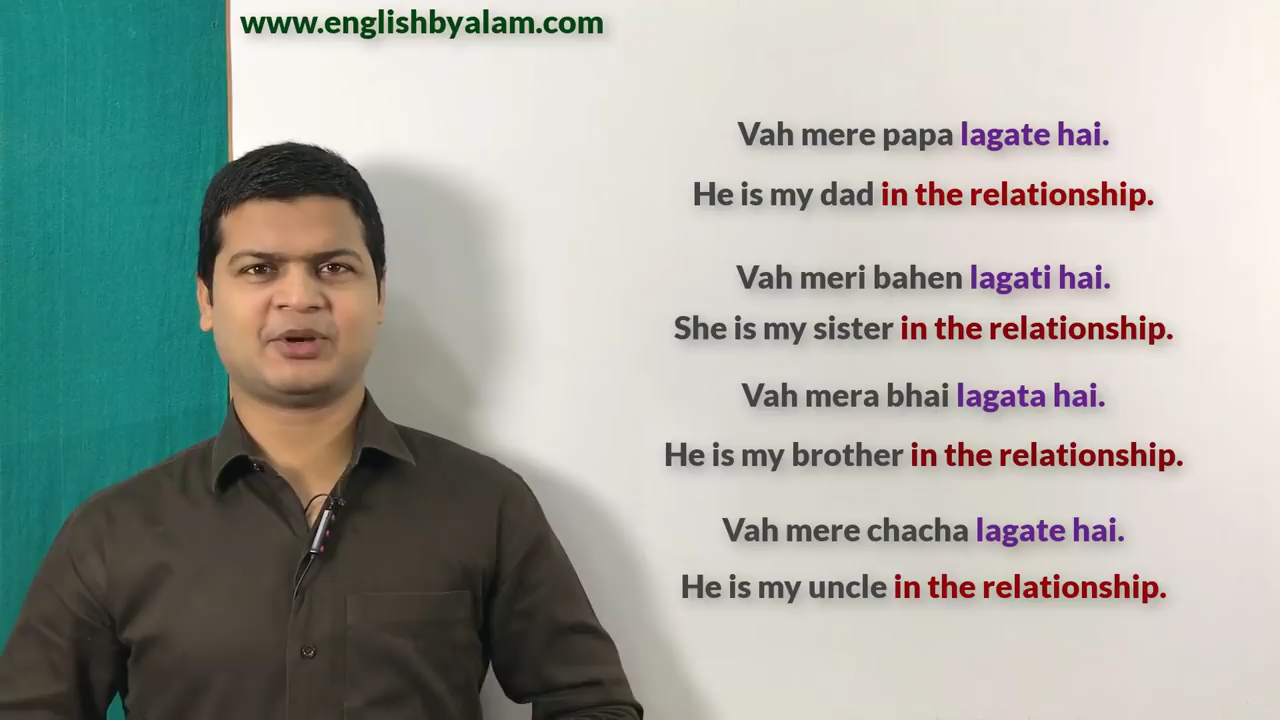 www.englishbyalam.com
Vah mere papa lagate hai.
He is my dad in the relationship.
Vah meri bahen lagati hai.
She is my sister in the relationship.
Vah mera bhai lagata hai.
He is my brother in the relationship.
Vah mere chacha lagate hai.
He is my uncle in the relationship.